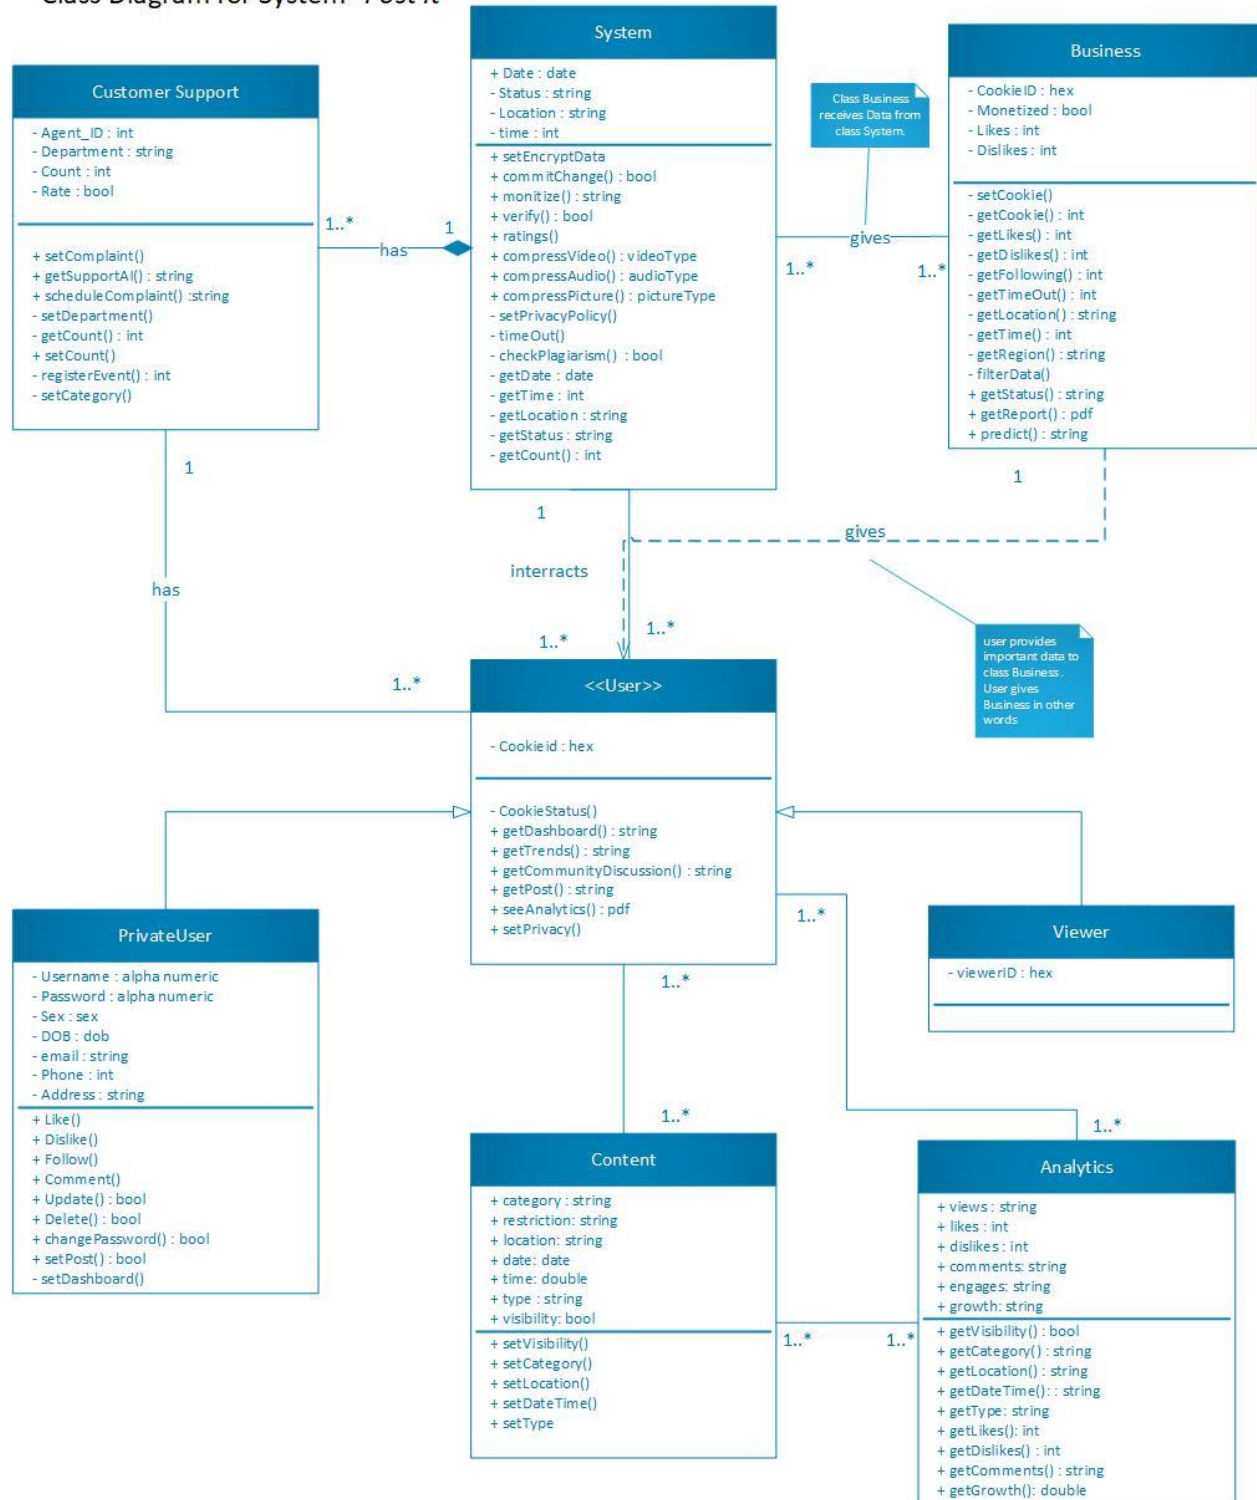 Class Diagram for System "Post It"
System
+ Date : date
- Status : string
- Location : string
- time : int
+ setEncryptData
+ commitChange() : bool
+ monitize() : string
+ verify() : bool
+ ratings()
+ compressVideo() : videoType
+ compressAudio() : audioType
+ compressPicture() : pictureType
- setPrivacyPolicy()
- timeOut()
- checkPlagiarism() : bool
- getDate : date
- getTime : int
- getLocation : string
- getStatus : string
- getCount() : int
Business
- CookieID : hex
- Monetized : bool
- Likes : int
- Dislikes : int
- setCookie()
- getCookie() : int
- getLikes() : int
- getDislikes() : int
- getFollowing() : int
- getTimeOut() : int
- getLocation() : string
- getTime() : int
- getRegion() : string
- filterData()
+ getStatus() : string
+ getReport() : pdf
+ predict() : string
Customer Support
- Agent_ID : int
- Department : string
- Count : int
- Rate : bool
+ setComplaint()
+ getSupportAI() : string
+ scheduleComplaint() :string
- setDepartment()
- getCount() : int
+ setCount()
- registerEvent() : int
- setCategory()
Class Business
receives Data from
class System.
1..*
has
1
gives
1..*
1..*
1
1
1
gives
interracts
has
1..*
1..*
1..*
user provides
important data to
class Business .
User gives
Business in other
words
<<User>>
- Cookieid : hex
- CookieStatus()
+ getDashboard() : string
+ getTrends() : string
+ getCommunityDiscussion() : string
+ getPost() : string
+ seeAnalytics() : pdf
+ setPrivacy()
PrivateUser
- Username : alpha numeric
- Password : alpha numeric
- Sex : sex
- DOB : dob
- email : string
- Phone : int
- Address : string
+ Like()
+ Dislike()
+ Follow()
+ Comment()
+ Update() : bool
+ Delete() : bool
+ changePassword() : bool
+ setPost() : bool
- setDashboard()
1..*
Viewer
- viewerID : hex
1..*
1..*
1..*
Content
+ category : string
+ restriction: string
+ location: string
+ date: date
+ time: double
+ type : string
+ visibility: bool
+ setVisibility()
+ setCategory()
+ setLocation()
+ setDateTime()
+ setType
1..*
1..*
Analytics
+ views : string
+ likes : int
+ dislikes : int
+ comments: string
+ engages: string
+ growth: string
+ getVisibility() : bool
+ getCategory() : string
+ getLocation() : string
+ getDateTime(): : string
+ getType: string
+ getLikes(): int
+ getDislikes() : int
+ getComments() : string
+ getGrowth(): double